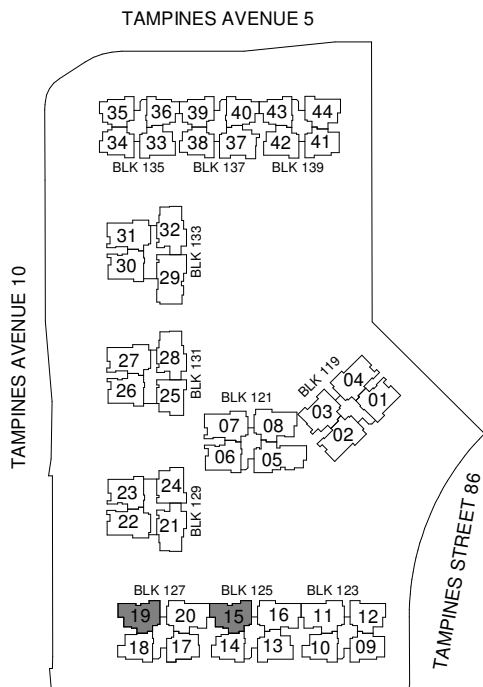 TAMPINES AVENUE 5
35 36 39 40 43 44
34 33 38 37 42 41
BLK 135 BLK 137 BLK 139
31 32
30 29
BLK 133
TAMPINES AVENUE 10
27 28
26 25
BLK 131
BLK 119
04
03 01
02
BLK 121
07 08
06 05
23 24
22 21
BLK 129
TAMPINES STREET 86
BLK 127 BLK 125 BLK 123
19 20 15 16 11 12
18 17 14 13 10 09